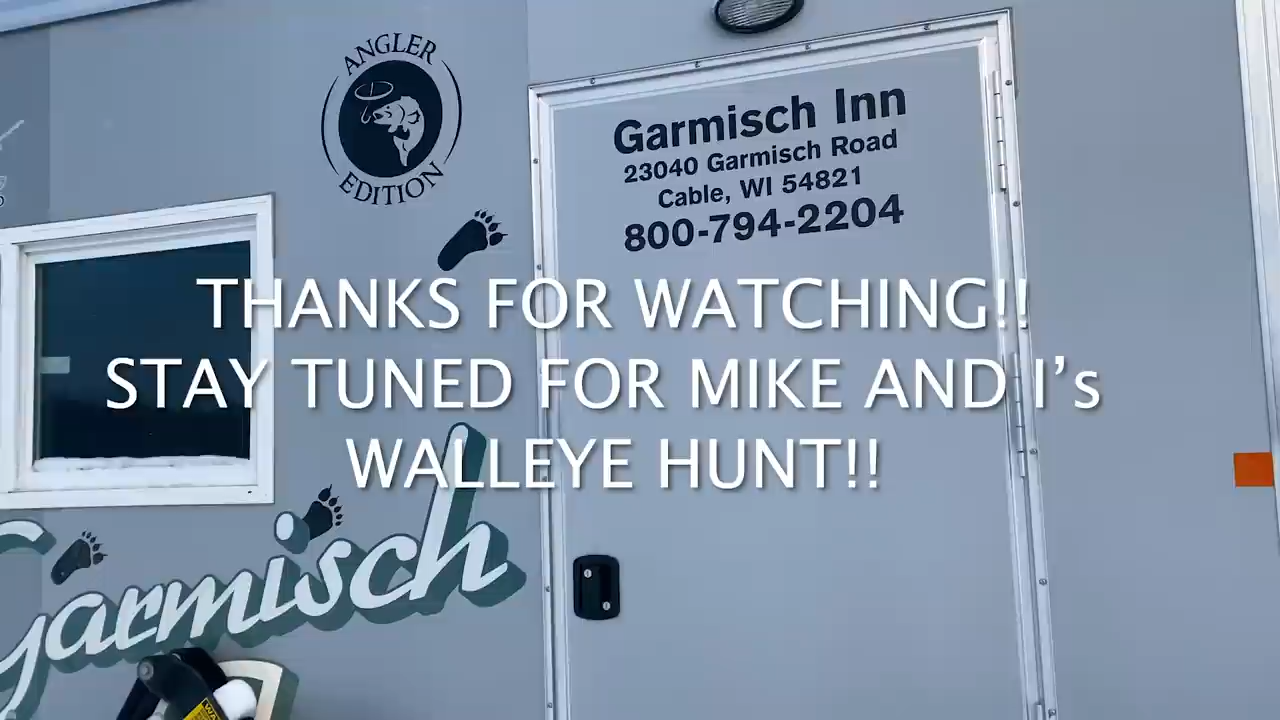 ANGLER
EDITION
Garmisch Inn
23040 Garmisch Road
Cable, WI 54821
800-794-2204
THANKS FOR WATCHING!!
STAY TUNED FOR MIKE AND I's
WALLEYE HUNT!!
Garmisch